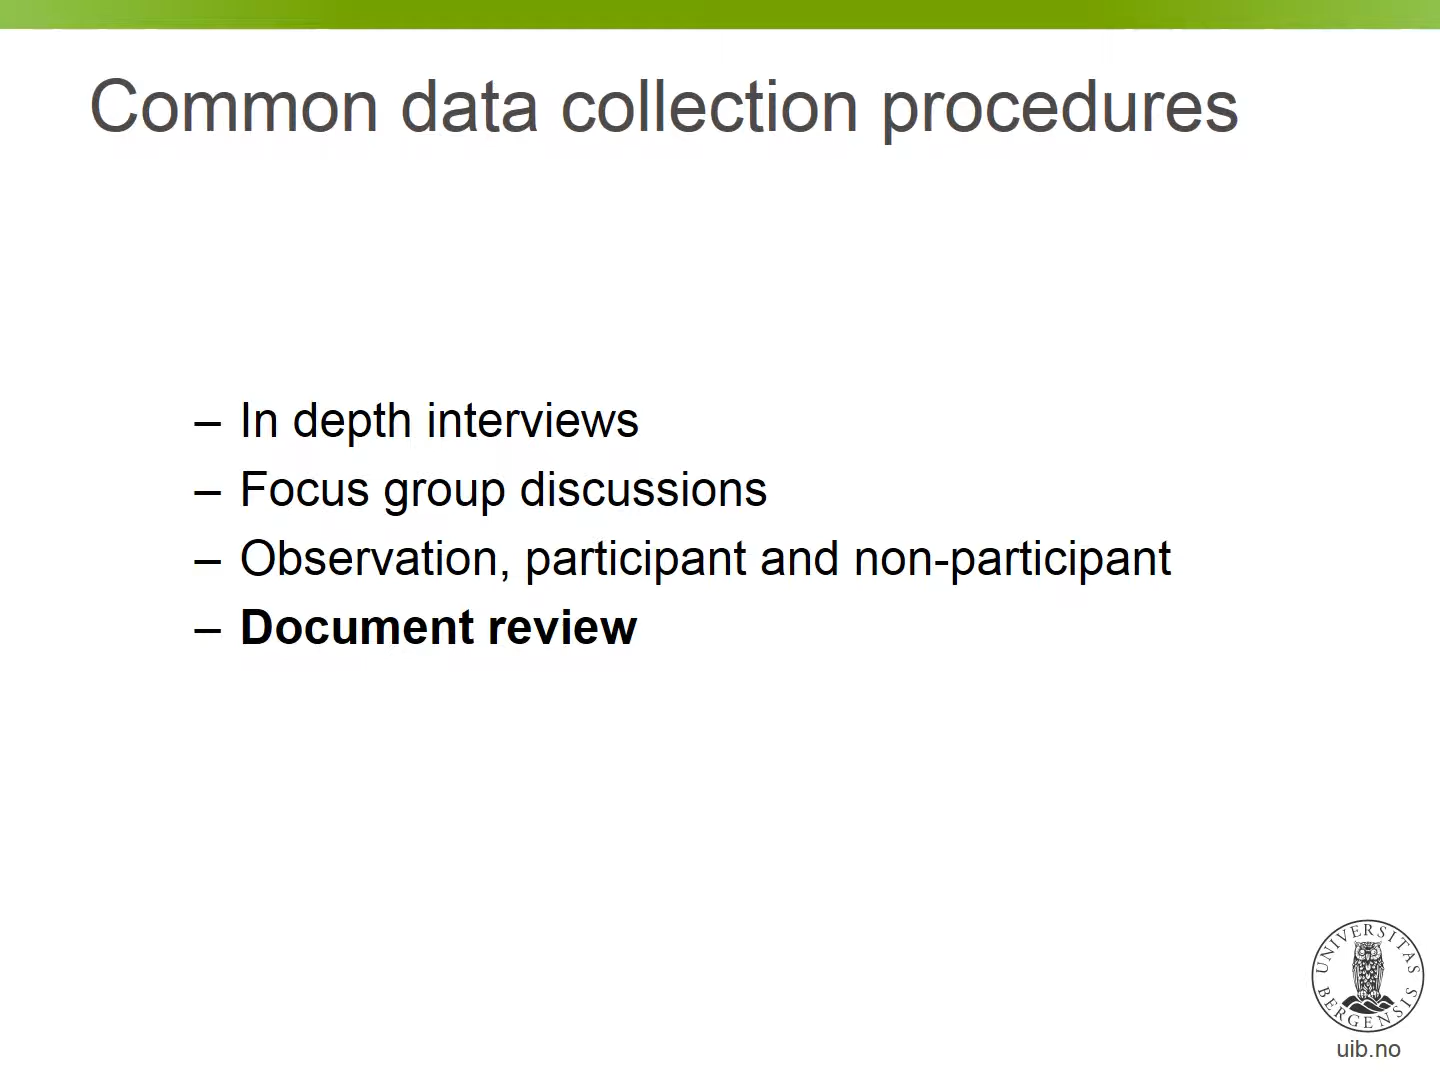 Common data collection procedures
– In depth interviews
– Focus group discussions
– Observation, participant and non-participant
– Document review
UNIVERSITAS
BERGENSIS
uib.no